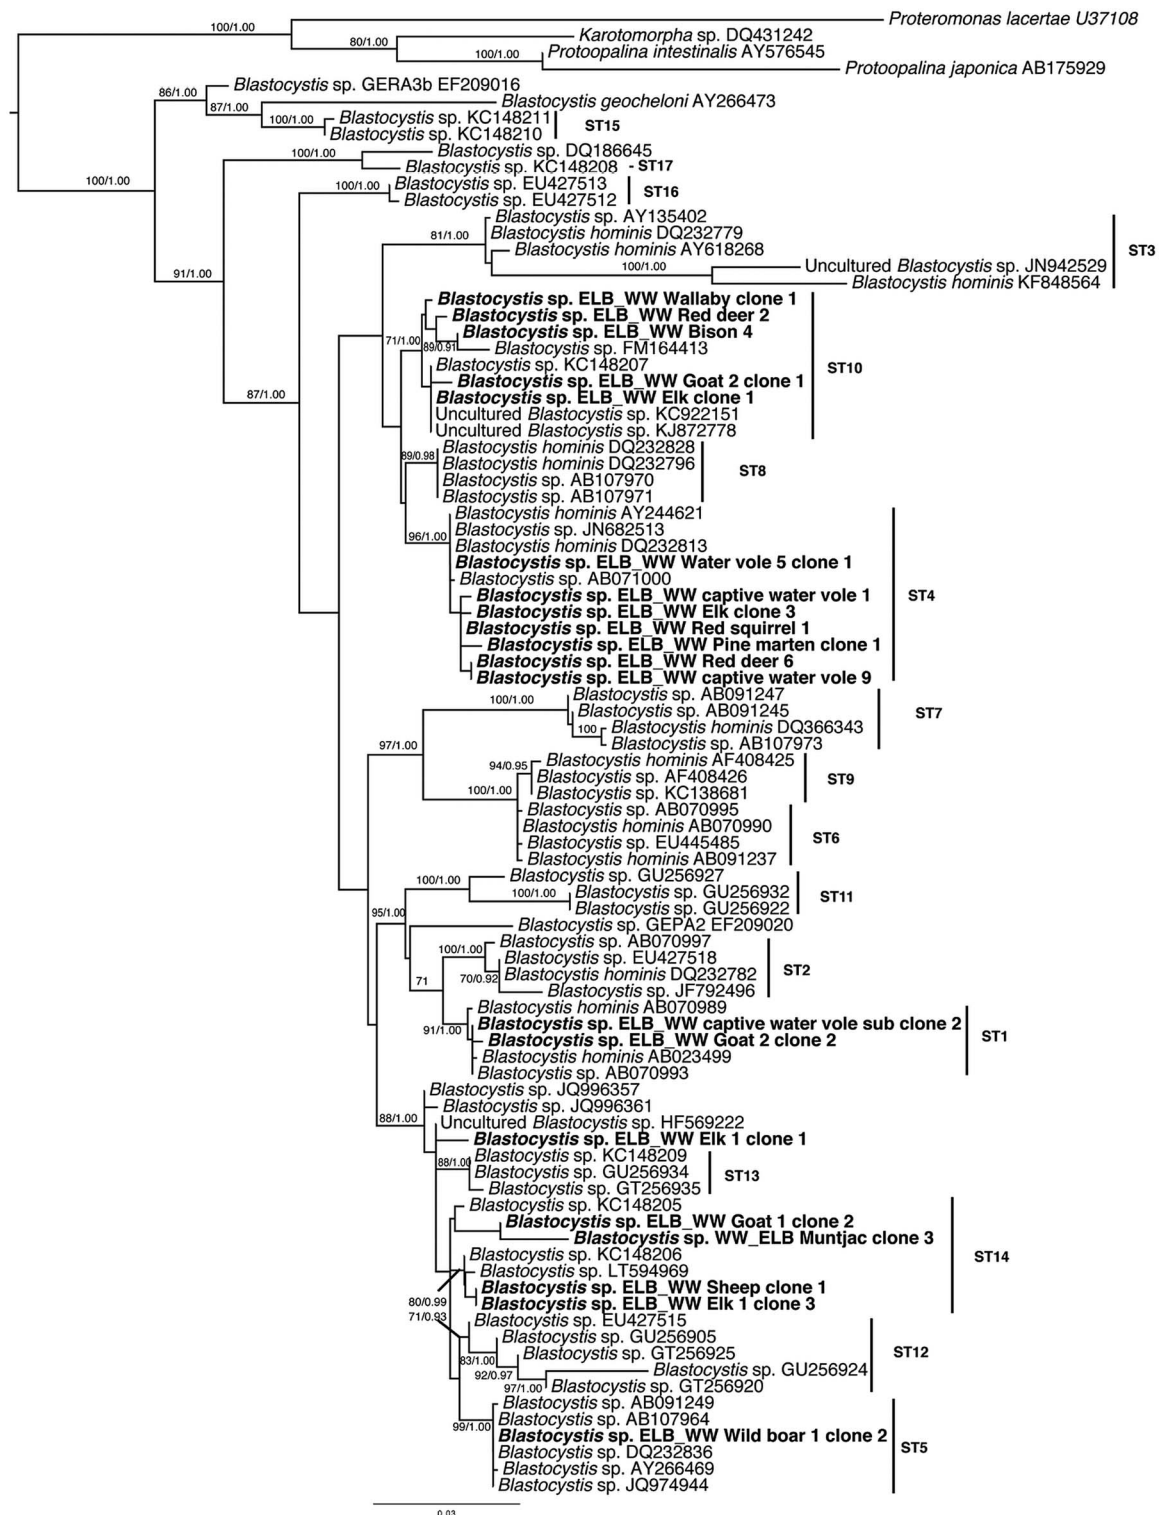 100/1.00
Proteromonas lacertae U37108
Karotomorpha sp. DQ431242
80/1.00
Protoopalina intestinalis AY576545
100/1.00
Protoopalina japonica AB175929
Blastocystis sp. GERA3b EF209016
86/1.00
Blastocystis geocheloni AY266473
87/1.00
Blastocystis sp. KC148211
100/1.00
ST15
Blastocystis sp. KC148210
Blastocystis sp. DQ186645
100/1.00
Blastocystis sp. KC148208 - ST17
100/1.00
Blastocystis sp. EU427513
100/1.00
ST16
Blastocystis sp. EU427512
Blastocystis sp. AY135402
81/1.00
Blastocystis hominis DQ232779
Blastocystis hominis AY618268
ST3
91/1.00
100/1.00
Uncultured Blastocystis sp. JN942529
Blastocystis hominis KF848564
Blastocystis sp. ELB_WW Wallaby clone 1
Blastocystis sp. ELB_WW Red deer 2
Blastocystis sp. ELB_WW Bison 4
71/1.00
89/0.91
Blastocystis sp. FM164413
Blastocystis sp. KC148207
ST10
Blastocystis sp. ELB_WW Goat 2 clone 1
87/1.00
Blastocystis sp. ELB_WW Elk clone 1
Uncultured Blastocystis sp. KC922151
Uncultured Blastocystis sp. KJ872778
Blastocystis hominis DQ232828
89/0.98
Blastocystis hominis DQ232796
ST8
Blastocystis sp. AB107970
Blastocystis sp. AB107971
Blastocystis hominis AY244621
Blastocystis sp. JN682513
96/1.00
Blastocystis hominis DQ232813
Blastocystis sp. ELB_WW Water vole 5 clone 1
Blastocystis sp. AB071000
Blastocystis sp. ELB_WW captive water vole 1
ST4
Blastocystis sp. ELB_WW Elk clone 3
Blastocystis sp. ELB_WW Red squirrel 1
Blastocystis sp. ELB_WW Pine marten clone 1
Blastocystis sp. ELB_WW Red deer 6
Blastocystis sp. ELB_WW captive water vole 9
Blastocystis sp. AB091247
100/1.00
Blastocystis sp. AB091245
ST7
100
Blastocystis hominis DQ366343
97/1.00
Blastocystis sp. AB107973
Blastocystis hominis AF408425
94/0.95
Blastocystis sp. AF408426
ST9
100/1.00
Blastocystis sp. KC138681
Blastocystis sp. AB070995
Blastocystis hominis AB070990
ST6
Blastocystis sp. EU445485
Blastocystis hominis AB091237
Blastocystis sp. GU256927
100/1.00
100/1.00
Blastocystis sp. GU256932
ST11
95/1.00
Blastocystis sp. GU256922
Blastocystis sp. GEPA2 EF209020
Blastocystis sp. AB070997
100/1.00
Blastocystis sp. EU427518
ST2
71
70/0.92
Blastocystis hominis DQ232782
Blastocystis sp. JF792496
Blastocystis hominis AB070989
91/1.00
Blastocystis sp. ELB_WW captive water vole sub clone 2
Blastocystis sp. ELB_WW Goat 2 clone 2
ST1
Blastocystis hominis AB023499
Blastocystis sp. AB070993
Blastocystis sp. JQ996357
Blastocystis sp. JQ996361
88/1.00
Uncultured Blastocystis sp. HF569222
Blastocystis sp. ELB_WW Elk 1 clone 1
Blastocystis sp. KC148209
88/1.00
Blastocystis sp. GU256934
ST13
Blastocystis sp. GT256935
Blastocystis sp. KC148205
Blastocystis sp. ELB_WW Goat 1 clone 2
Blastocystis sp. WW_ELB Muntjac clone 3
Blastocystis sp. KC148206
ST14
Blastocystis sp. LT594969
Blastocystis sp. ELB_WW Sheep clone 1
80/0.99
Blastocystis sp. ELB_WW Elk 1 clone 3
71/0.93
Blastocystis sp. EU427515
Blastocystis sp. GU256905
Blastocystis sp. GT256925
ST12
83/1.00
Blastocystis sp. GU256924
92/0.97
97/1.00
Blastocystis sp. GT256920
Blastocystis sp. AB091249
Blastocystis sp. AB107964
99/1.00
Blastocystis sp. ELB_WW Wild boar 1 clone 2
ST5
Blastocystis sp. DQ232836
Blastocystis sp. AY266469
Blastocystis sp. JQ974944
0.03